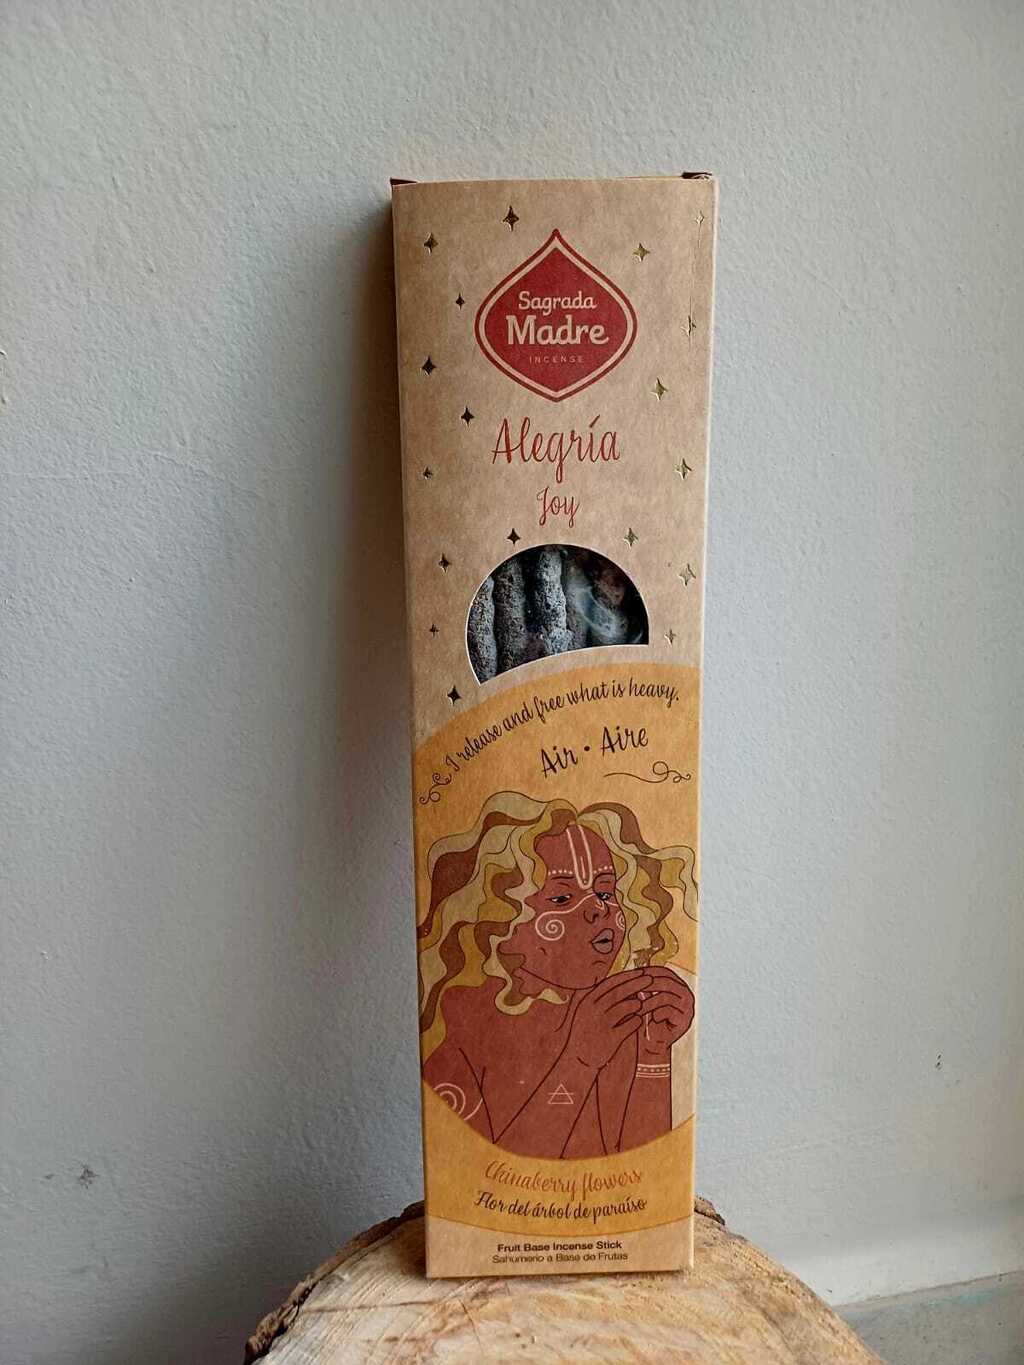 Sagrada
Madre
INCENSE
Alegría
Joy
I release and free what is heavy.
Air • Aire
Chinaberry flowers
Flor del árbol de paraíso
Fruit Base Incense Stick
Sahumerio a Base de Frutas